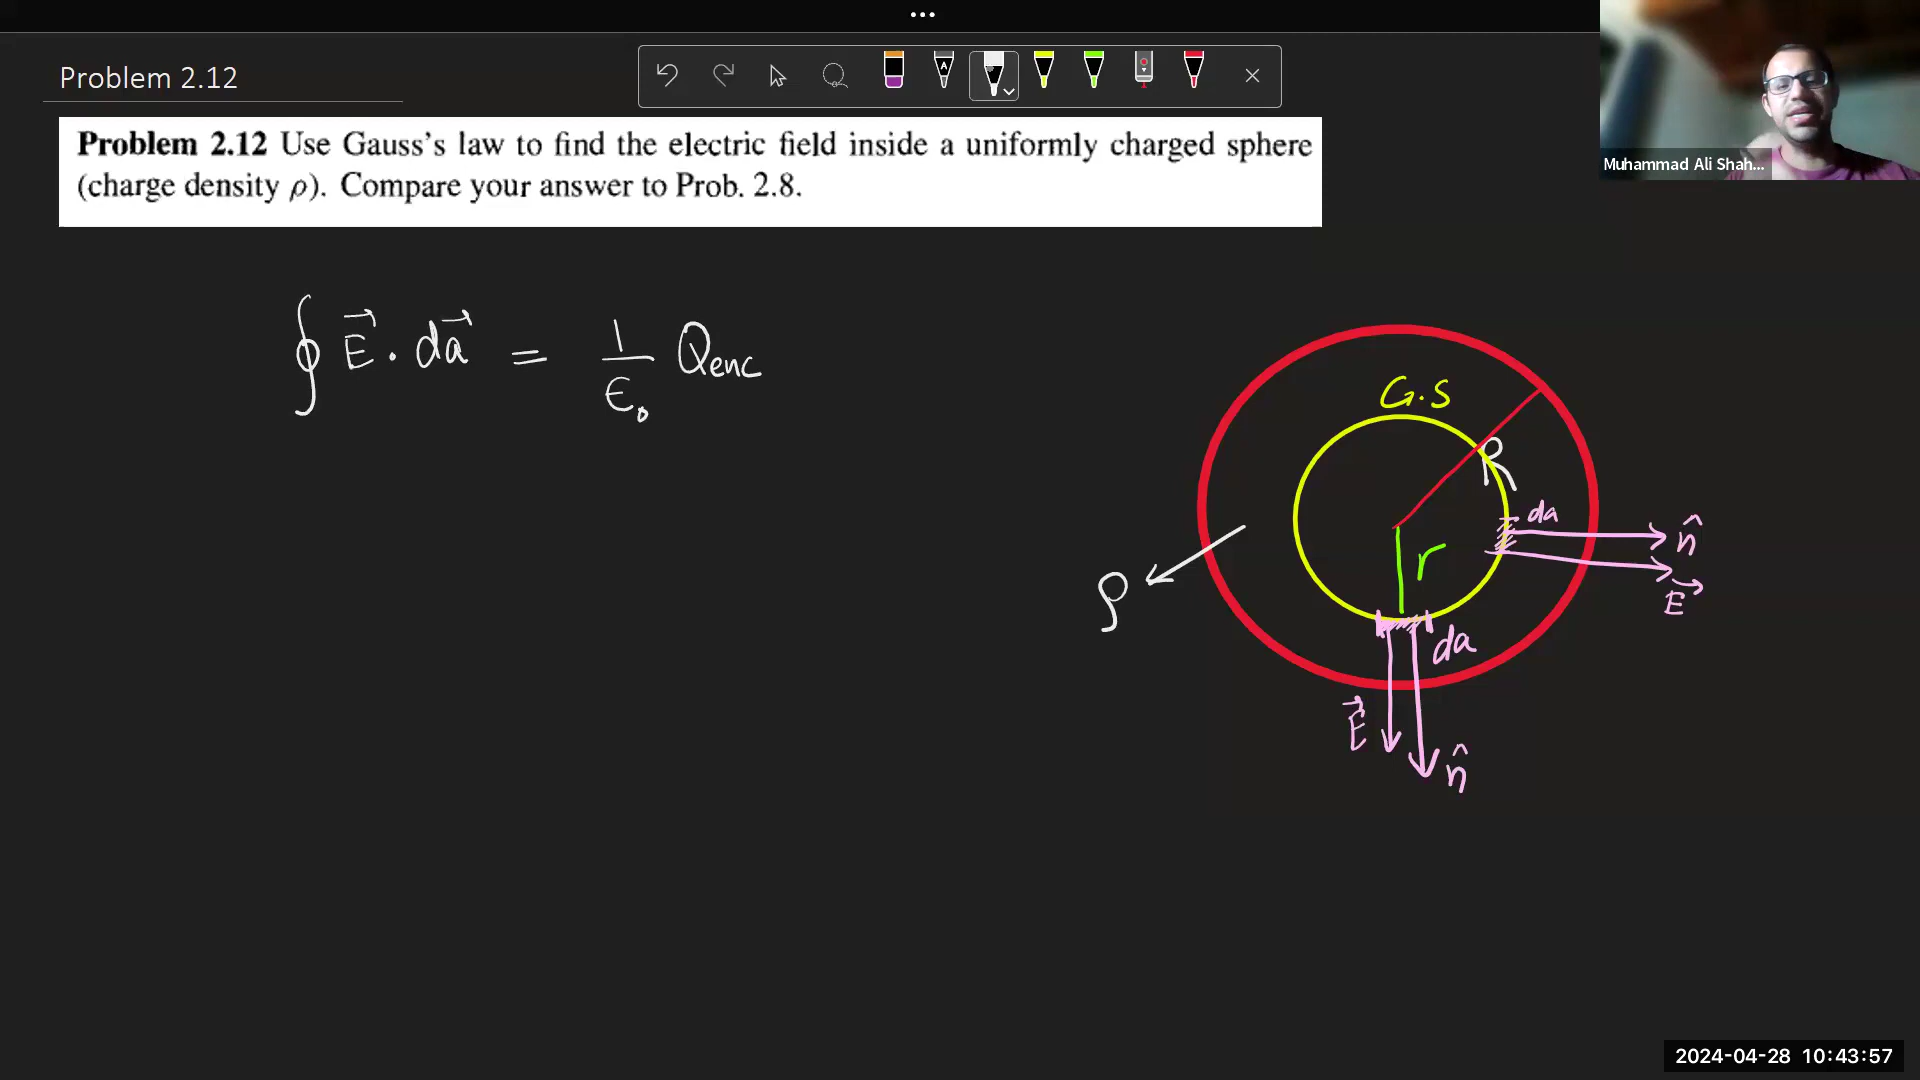 Problem 2.12
Muhammad Ali Shah...
Problem 2.12 Use Gauss's law to find the electric field inside a uniformly charged sphere
(charge density ρ). Compare your answer to Prob. 2.8.
∮ E⃗ · da⃗ = 1/ϵ₀ Qenc
G.S
R
da
n̂
r
E⃗
ρ
da
E⃗
n̂
2024-04-28 10:43:57